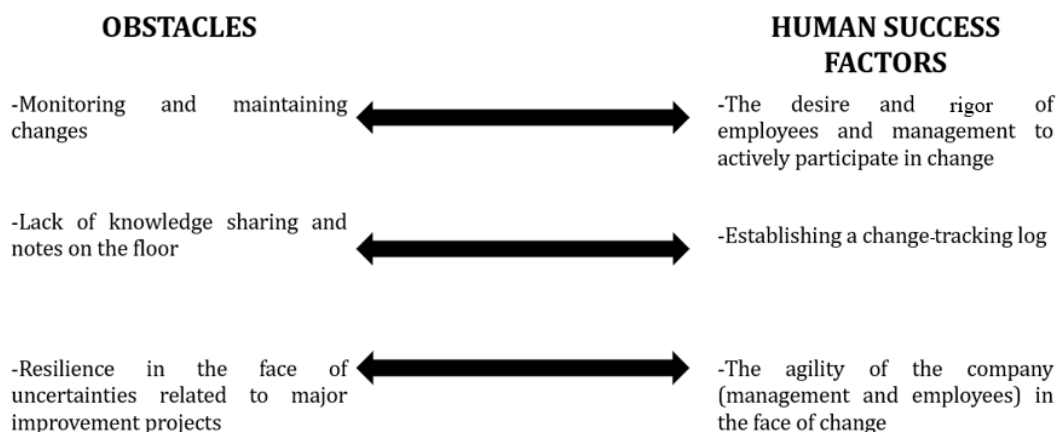 OBSTACLES
HUMAN SUCCESS
FACTORS
-Monitoring and maintaining
changes
-The desire and rigor of
employees and management to
actively participate in change
-Lack of knowledge sharing and
notes on the floor
-Establishing a change-tracking log
-Resilience in the face of
uncertainties related to major
improvement projects
-The agility of the company
(management and employees) in
the face of change